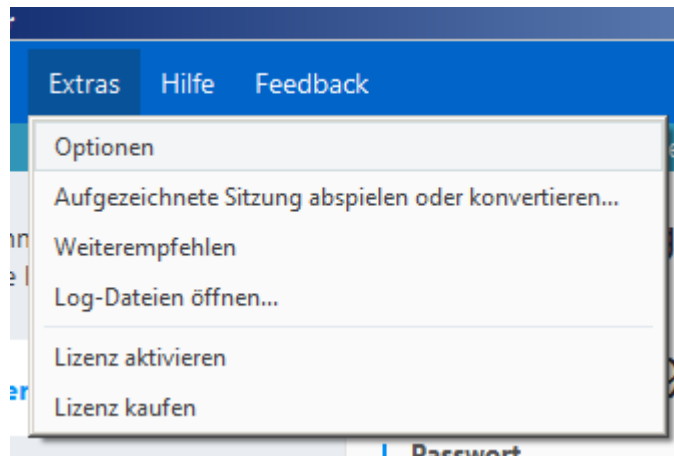 Extras Hilfe Feedback
Optionen
Aufgezeichnete Sitzung abspielen oder konvertieren...
Weiterempfehlen
Log-Dateien öffnen...
Lizenz aktivieren
Lizenz kaufen
Passwort